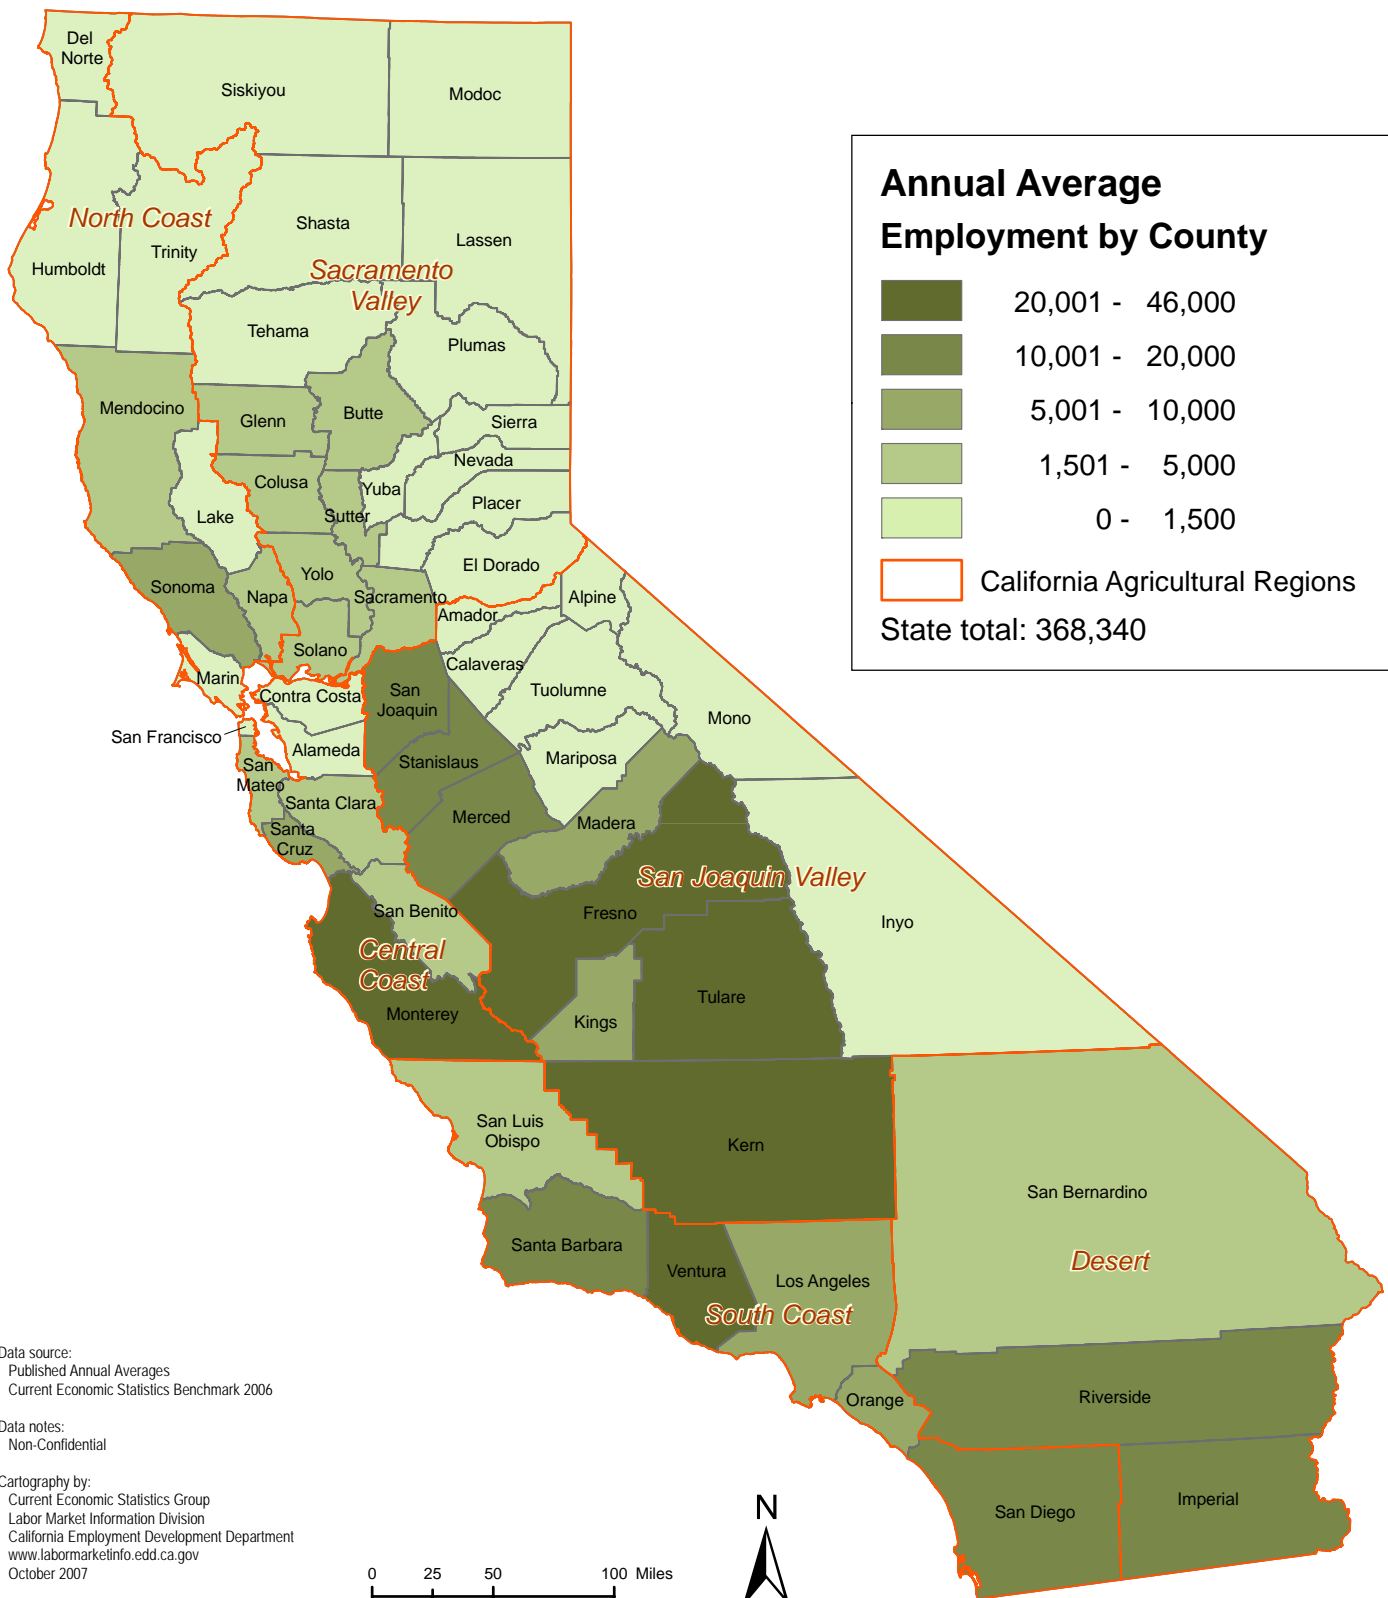 Del
Norte
Siskiyou
Modoc
North Coast
Humboldt
Trinity
Shasta
Lassen
Sacramento
Valley
Tehama
Plumas
Mendocino
Glenn
Butte
Sierra
Nevada
Colusa
Yuba
Placer
Lake
Sutter
El Dorado
Sonoma
Napa
Yolo
Sacramento
Alpine
Amador
Solano
Calaveras
Marin
Contra Costa
San
Joaquin
Tuolumne
Mono
San Francisco
Alameda
Stanislaus
Mariposa
San
Mateo
Santa Clara
Merced
Madera
Santa
Cruz
San Joaquin Valley
San Benito
Fresno
Inyo
Central
Coast
Monterey
Kings
Tulare
San Luis
Obispo
Kern
San Bernardino
Santa Barbara
Ventura
Los Angeles
Desert
South Coast
Orange
Riverside
San Diego
Imperial
Annual Average
Employment by County
20,001 - 46,000
10,001 - 20,000
5,001 - 10,000
1,501 - 5,000
0 - 1,500
California Agricultural Regions
State total: 368,340
Data source:
Published Annual Averages
Current Economic Statistics Benchmark 2006
Data notes:
Non-Confidential
Cartography by:
Current Economic Statistics Group
Labor Market Information Division
California Employment Development Department
www.labormarketinfo.edd.ca.gov
October 2007
0 25 50 100 Miles
N